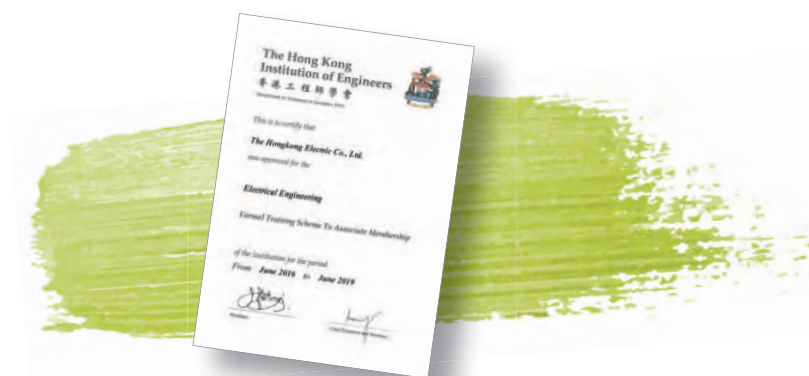 The Hong Kong
Institution of Engineers
香港工程師學會
This is to certify that
The Hongkong Electric Co., Ltd.
was approved for the
Electrical Engineering
Formal Training Scheme To Associate Membership
of the Institution for the period
From June 2016 to June 2019
President